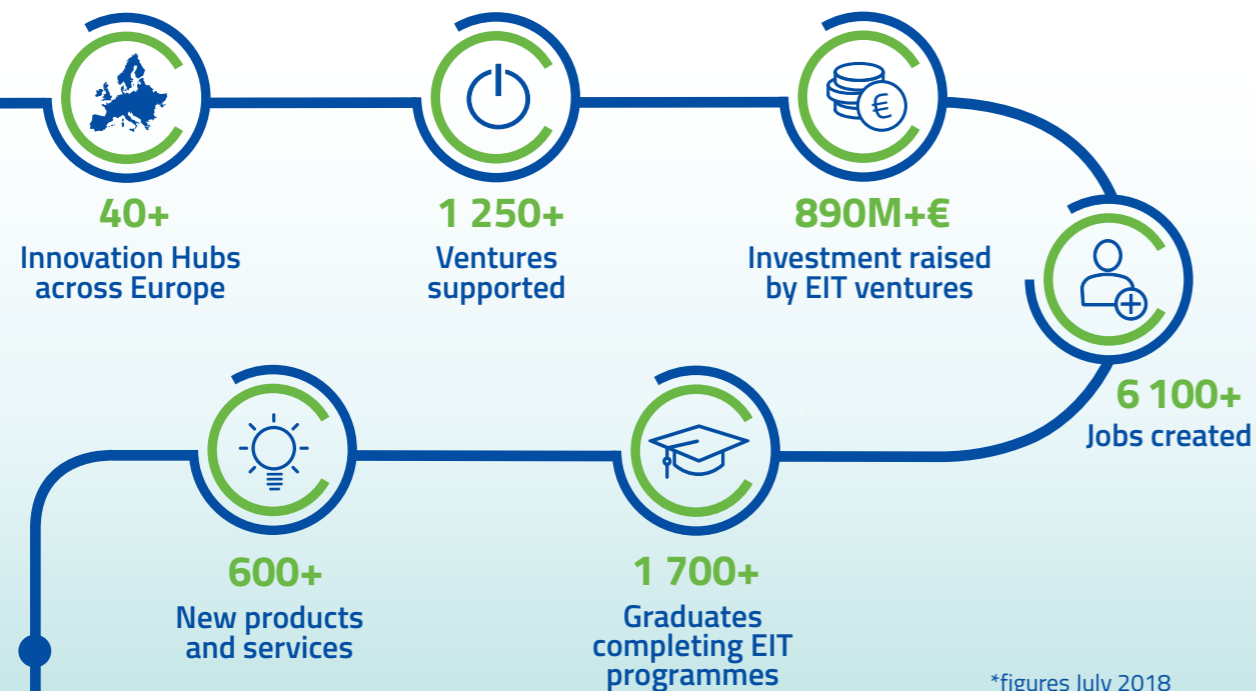 40+
Innovation Hubs
across Europe
1 250+
Ventures
supported
890M+€
Investment raised
by EIT ventures
€
6 100+
Jobs created
1 700+
Graduates
completing EIT
programmes
600+
New products
and services
*figures July 2018